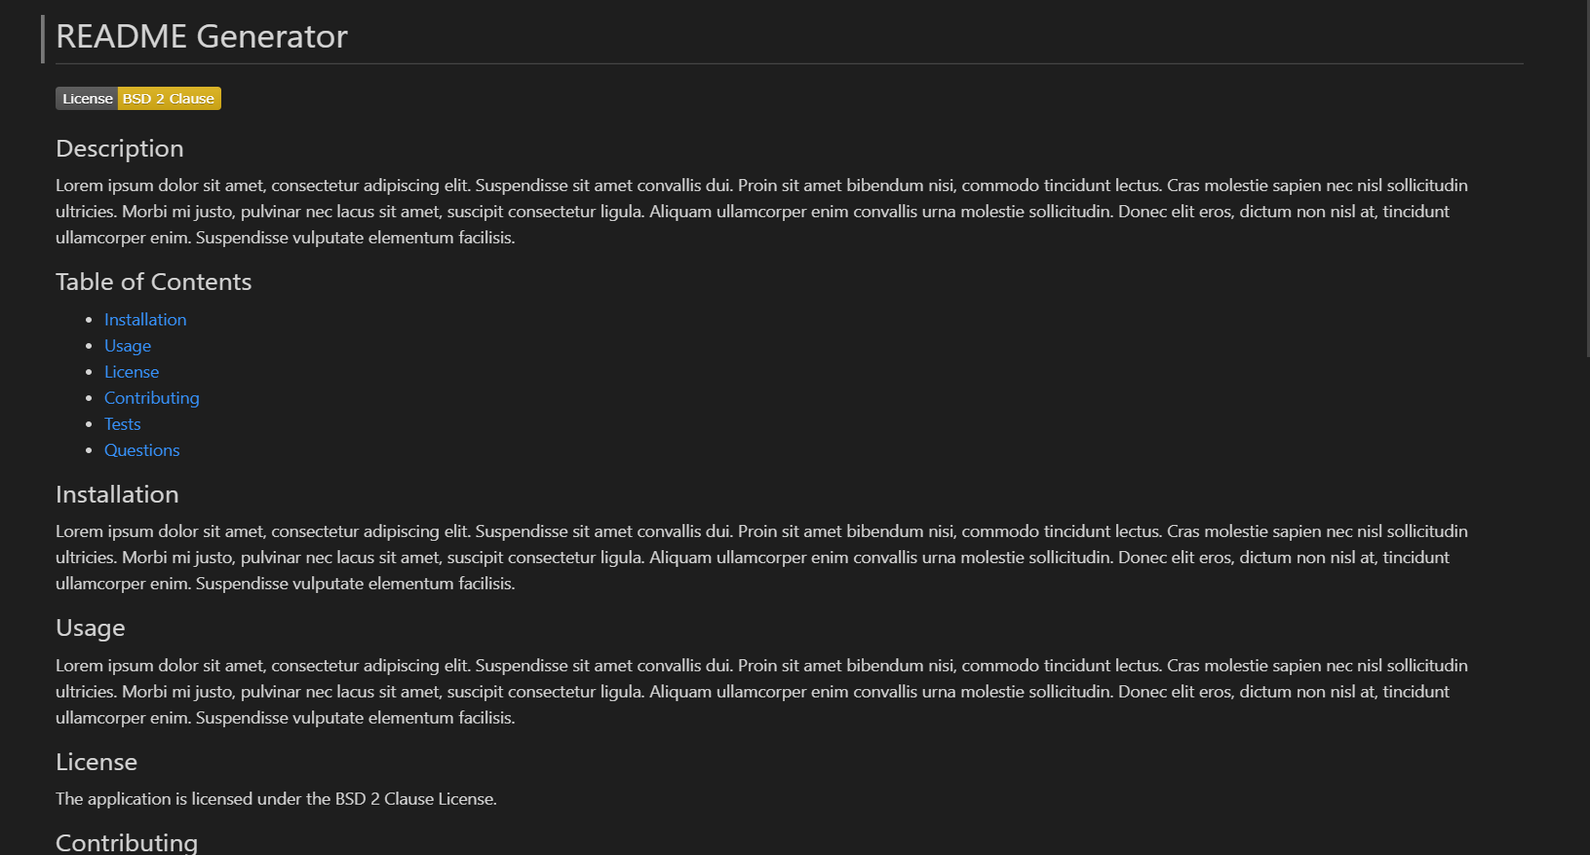 README Generator
License BSD 2 Clause
Description
Lorem ipsum dolor sit amet, consectetur adipiscing elit. Suspendisse sit amet convallis dui. Proin sit amet bibendum nisi, commodo tincidunt lectus. Cras molestie sapien nec nisl sollicitudin
ultricies. Morbi mi justo, pulvinar nec lacus sit amet, suscipit consectetur ligula. Aliquam ullamcorper enim convallis urna molestie sollicitudin. Donec elit eros, dictum non nisl at, tincidunt
ullamcorper enim. Suspendisse vulputate elementum facilisis.
Table of Contents
• Installation
• Usage
• License
• Contributing
• Tests
• Questions
Installation
Lorem ipsum dolor sit amet, consectetur adipiscing elit. Suspendisse sit amet convallis dui. Proin sit amet bibendum nisi, commodo tincidunt lectus. Cras molestie sapien nec nisl sollicitudin
ultricies. Morbi mi justo, pulvinar nec lacus sit amet, suscipit consectetur ligula. Aliquam ullamcorper enim convallis urna molestie sollicitudin. Donec elit eros, dictum non nisl at, tincidunt
ullamcorper enim. Suspendisse vulputate elementum facilisis.
Usage
Lorem ipsum dolor sit amet, consectetur adipiscing elit. Suspendisse sit amet convallis dui. Proin sit amet bibendum nisi, commodo tincidunt lectus. Cras molestie sapien nec nisl sollicitudin
ultricies. Morbi mi justo, pulvinar nec lacus sit amet, suscipit consectetur ligula. Aliquam ullamcorper enim convallis urna molestie sollicitudin. Donec elit eros, dictum non nisl at, tincidunt
ullamcorper enim. Suspendisse vulputate elementum facilisis.
License
The application is licensed under the BSD 2 Clause License.
Contributing